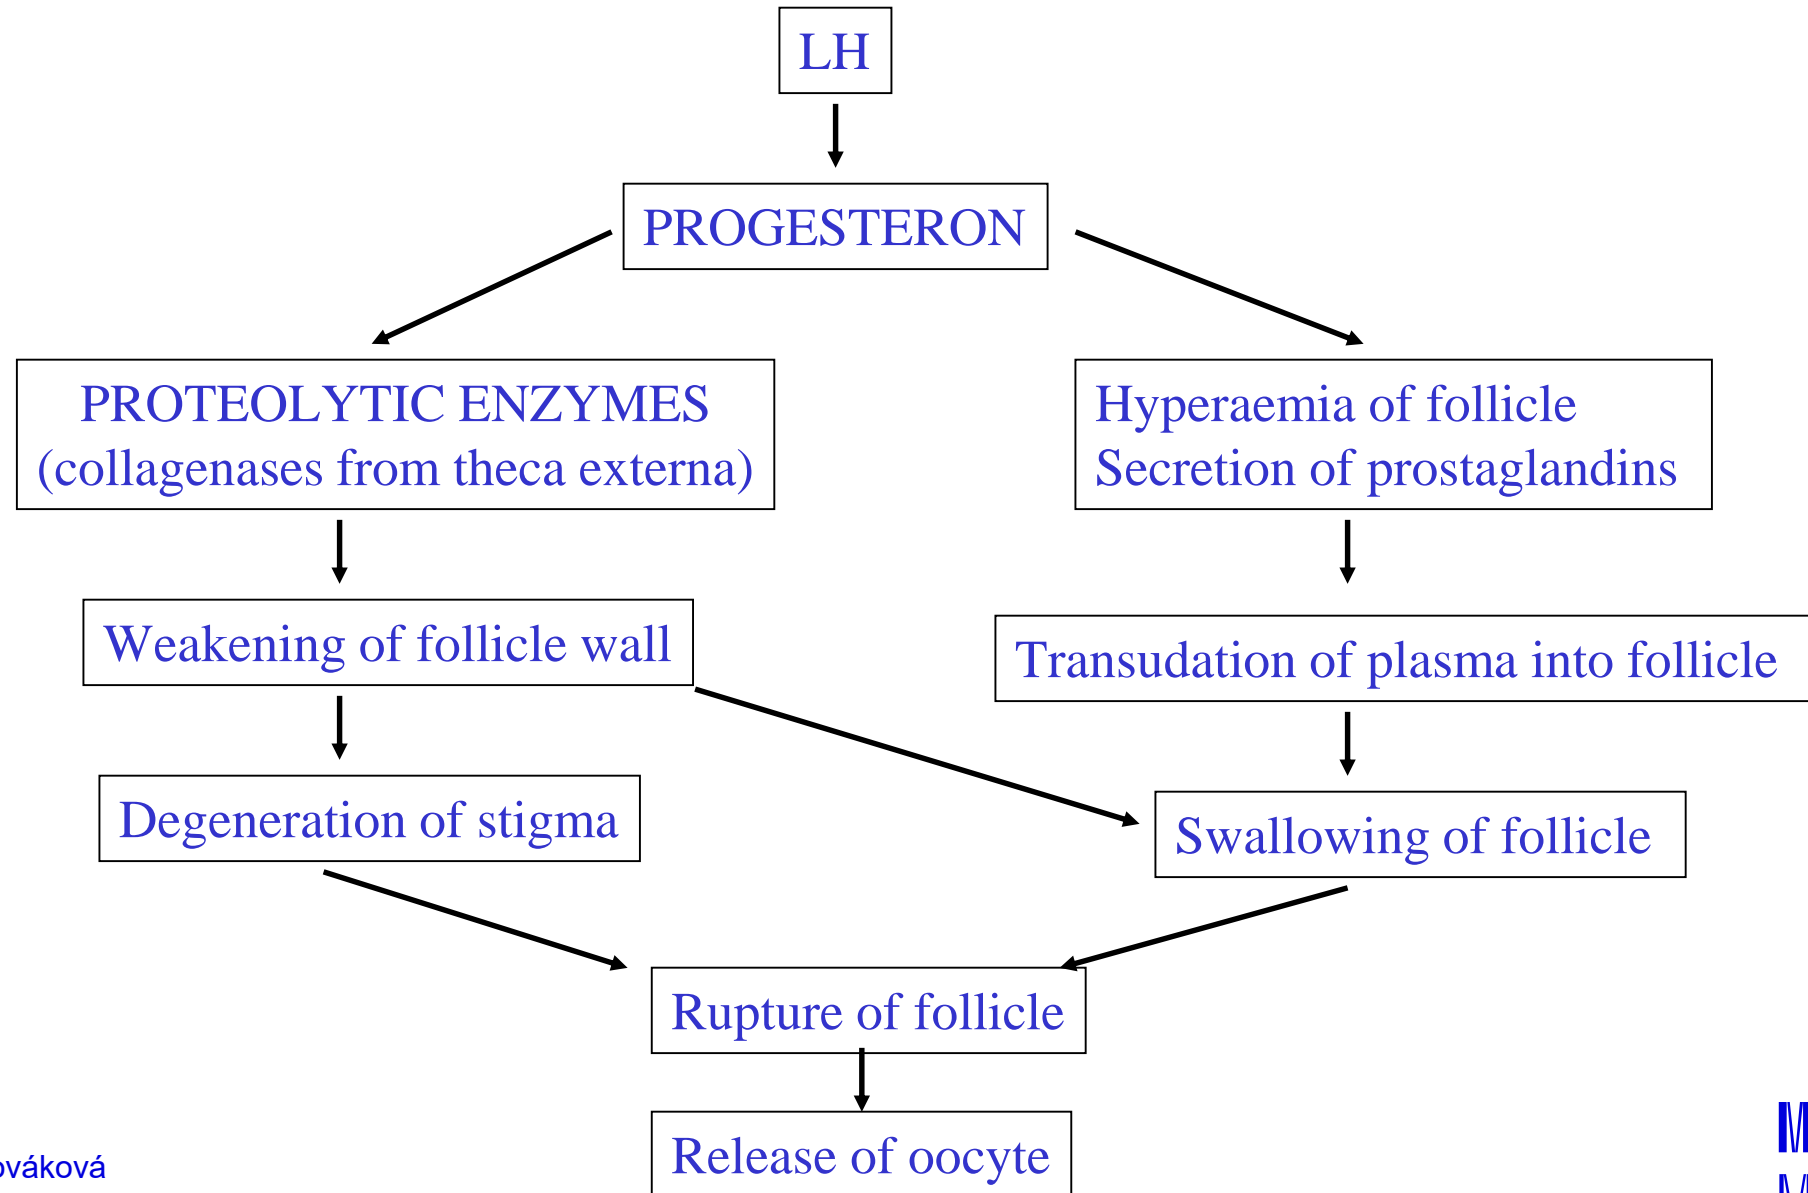 LH
PROGESTERON
PROTEOLYTIC ENZYMES
(collagenases from theca externa)
Hyperaemia of follicle
Secretion of prostaglandins
Weakening of follicle wall
Transudation of plasma into follicle
Degeneration of stigma
Swallowing of follicle
Rupture of follicle
Release of oocyte
ováková